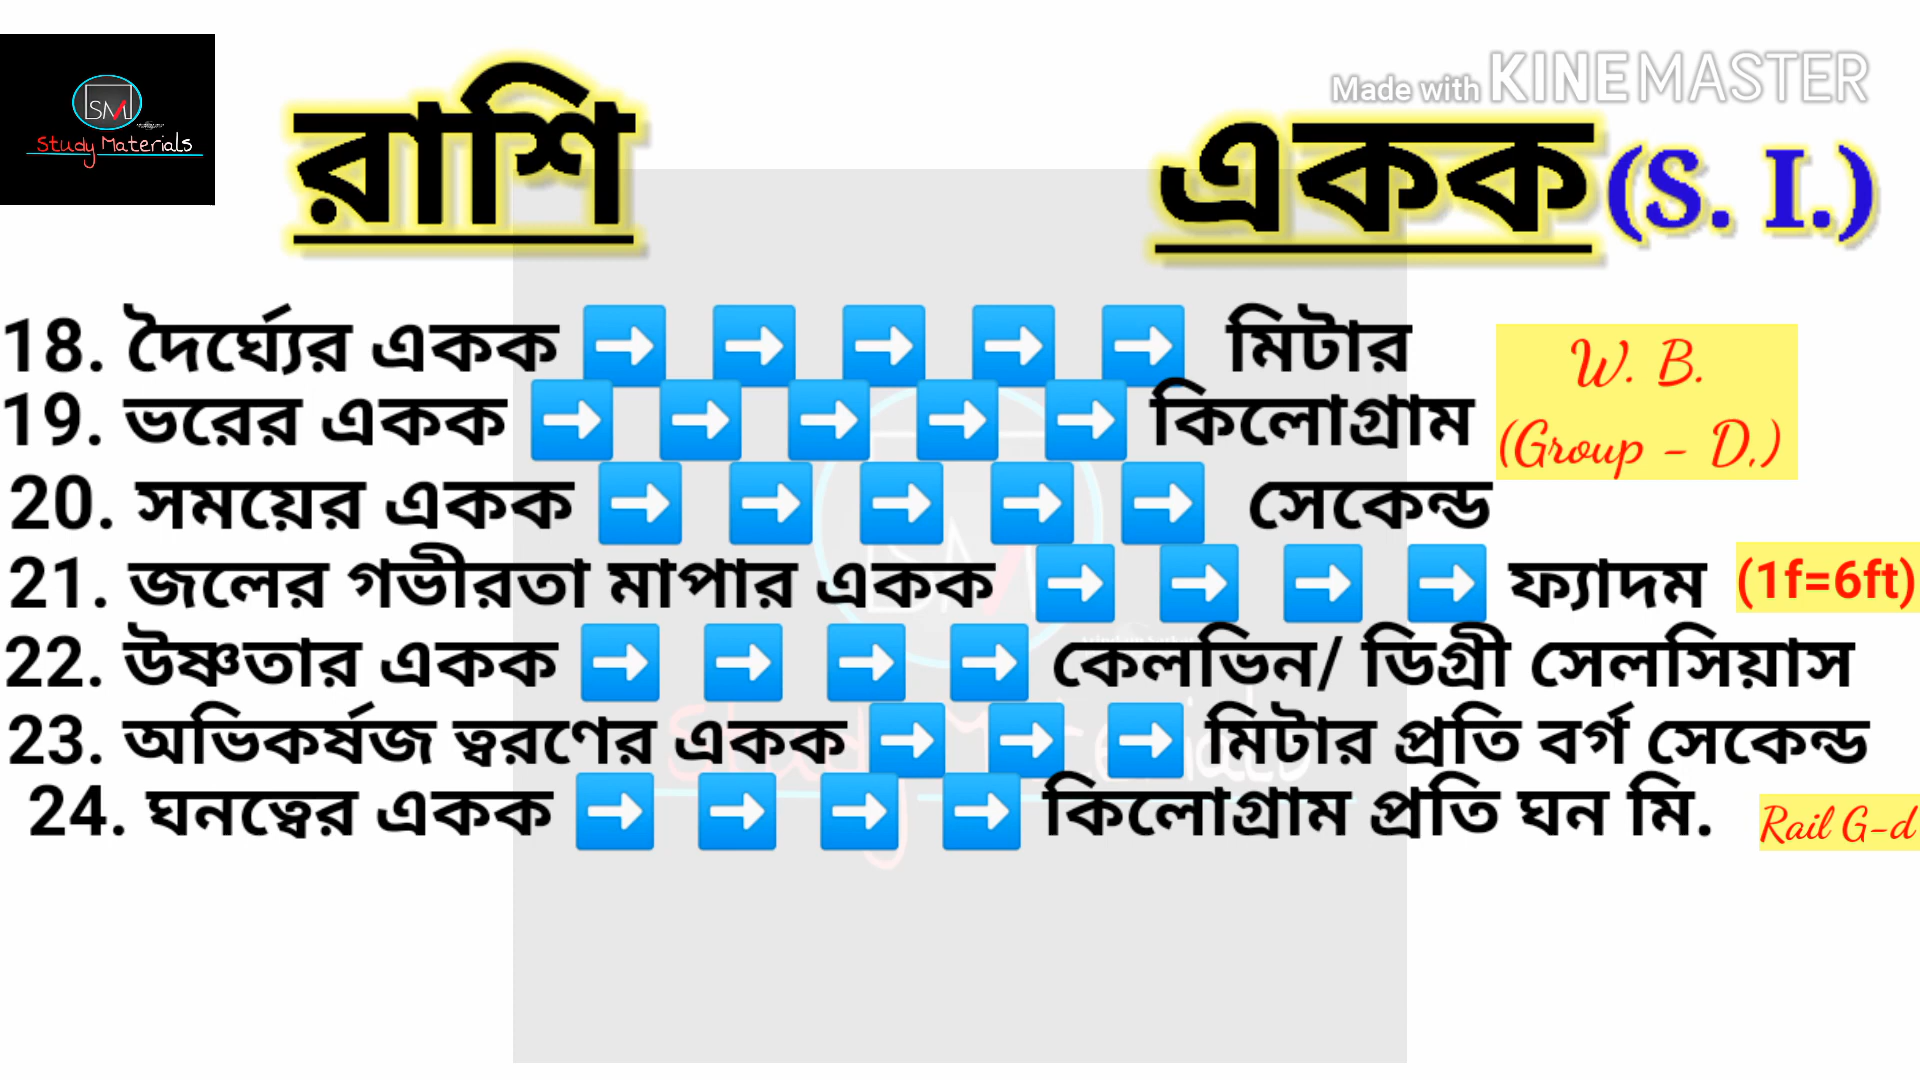 SM
Study Materials
Made with KINEMASTER
রাশি
একক (S. I.)
18. দৈর্ঘ্যের একক ➡ ➡ ➡ ➡ ➡ মিটার
W. B.
19. ভরের একক ➡ ➡ ➡ ➡ ➡ কিলোগ্রাম
(Group - D.)
20. সময়ের একক ➡ ➡ ➡ ➡ ➡ সেকেন্ড
21. জলের গভীরতা মাপার একক ➡ ➡ ➡ ➡ ফ্যাদম (1f=6ft)
22. উষ্ণতার একক ➡ ➡ ➡ ➡ কেলভিন/ ডিগ্রী সেলসিয়াস
23. অভিকর্ষজ ত্বরণের একক ➡ ➡ ➡ মিটার প্রতি বর্গ সেকেন্ড
24. ঘনত্বের একক ➡ ➡ ➡ ➡ কিলোগ্রাম প্রতি ঘন মি. Rail G-d